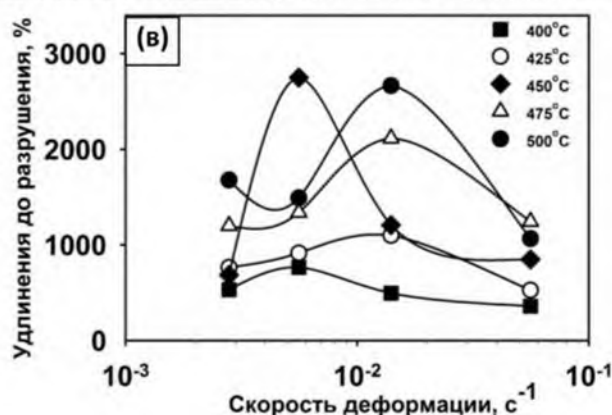 (в)
Удлинения до разрушения, %
3000
2000
1000
0
400°C
425°C
450°C
475°C
500°C
10⁻³
10⁻²
10⁻¹
Скорость деформации, с⁻¹